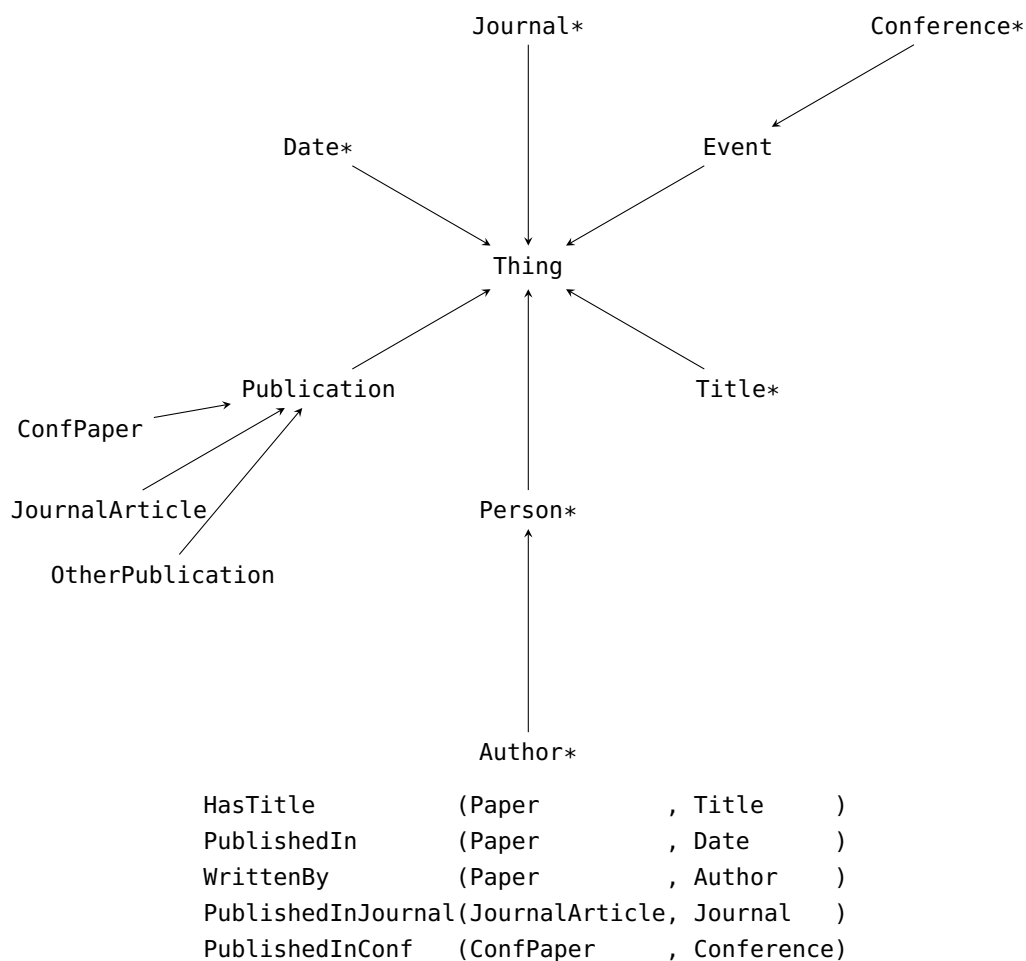 Journal*
Conference*
Date*
Event
Thing
Publication
Title*
ConfPaper
JournalArticle
Person*
OtherPublication
Author*
HasTitle (Paper , Title )
PublishedIn (Paper , Date )
WrittenBy (Paper , Author )
PublishedInJournal(JournalArticle, Journal )
PublishedInConf (ConfPaper , Conference)